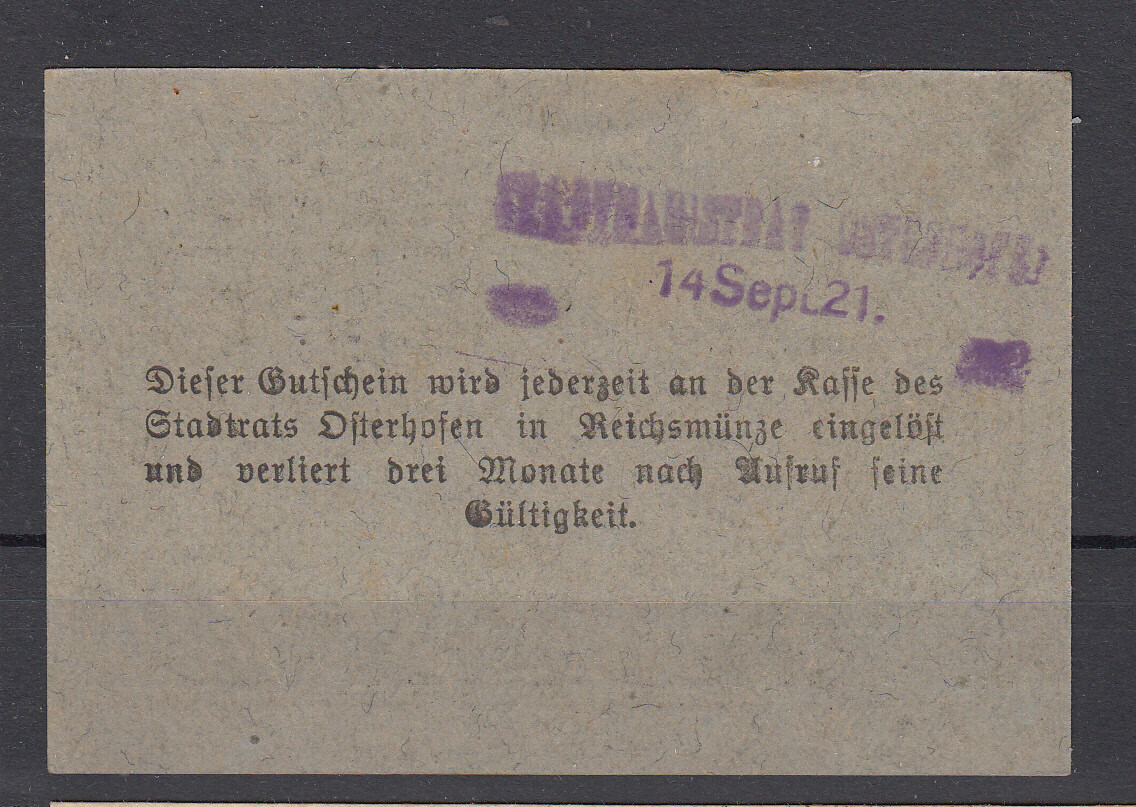 14 Sept 21.
Dieser Gutschein wird jederzeit an der Kasse des
Stadtrats Osterhofen in Reichsmünze eingelöst
und verliert drei Monate nach Aufruf seine
Gültigkeit.